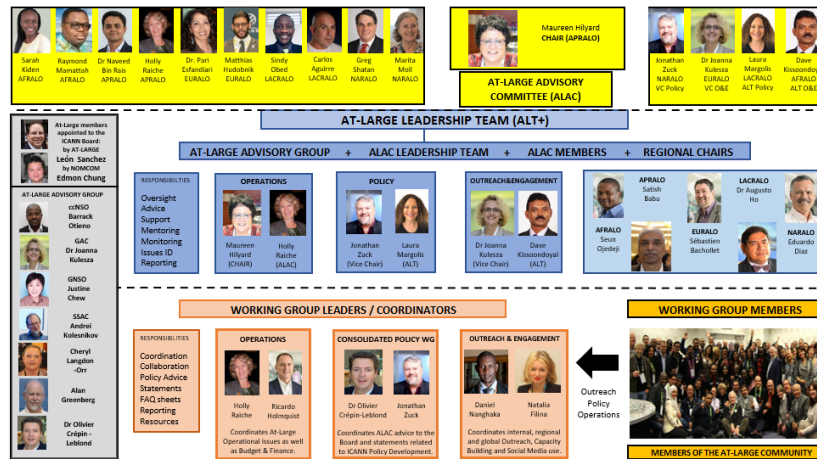 Sarah
Kiden
AFRALO
Raymond
Mamattah
AFRALO
Dr Naveed
Bin Rais
APRALO
Holly
Raiche
APRALO
Dr. Pari
Esfandiari
EURALO
Matthias
Hudobnik
EURALO
Sindy
Obed
LACRALO
Carlos
Aguirre
LACRALO
Greg
Shatan
NARALO
Marita
Moll
NARALO
Maureen Hilyard
CHAIR (APRALO)
AT-LARGE ADVISORY
COMMITTEE (ALAC)
Jonathan
Zuck
NARALO
VC Policy
Dr Joanna
Kulesza
EURALO
VC O&E
Laura
Margolis
LACRALO
ALT Policy
Dave
Kissoondoyal
AFRALO
ALT O&E
At-Large members
appointed to the
ICANN Board:
by AT-LARGE
León Sanchez
by NOMCOM
Edmon Chung
AT-LARGE ADVISORY GROUP
ccNSO
Barrack
Otieno
GAC
Dr Joanna
Kulesza
GNSO
Justine
Chew
SSAC
Andrei
Kolesnikov
Cheryl
Langdon
-Orr
Alan
Greenberg
Dr Olivier
Crépin -
Leblond
AT-LARGE LEADERSHIP TEAM (ALT+)
AT-LARGE ADVISORY GROUP + ALAC LEADERSHIP TEAM + ALAC MEMBERS + REGIONAL CHAIRS
RESPONSIBILTIES
Oversight
Advice
Support
Mentoring
Monitoring
Issues ID
Reporting
OPERATIONS
Maureen
Hilyard
(CHAIR)
Holly
Raiche
(ALAC)
POLICY
Jonathan
Zuck
(Vice Chair)
Laura
Margolis
(ALT)
OUTREACH&ENGAGEMENT
Dr Joanna
Kulesza
(Vice Chair)
Dave
Kissoondoyal
(ALT)
APRALO
Satish
Babu
LACRALO
Dr Augusto
Ho
AFRALO
Seun
Ojedeji
EURALO
Sébastien
Bachollet
NARALO
Eduardo
Diaz
WORKING GROUP LEADERS / COORDINATORS
RESPONSIBILITIES
Coordination
Collaboration
Policy Advice
Statements
FAQ sheets
Reporting
Resources
OPERATIONS
Holly
Raiche
Ricardo
Holmquist
Coordinates At-Large
Operational issues as well
as Budget & Finance.
CONSOLIDATED POLICY WG
Dr Olivier
Crépin-Leblond
Jonathan
Zuck
Coordinates ALAC advice to the
Board and statements related
to ICANN Policy Development.
OUTREACH & ENGAGEMENT
Daniel
Nanghaka
Natalia
Filina
Coordinates internal, regional
and global Outreach, Capacity
Building and Social Media use.
Outreach
Policy
Operations
WORKING GROUP MEMBERS
MEMBERS OF THE AT-LARGE COMMUNITY